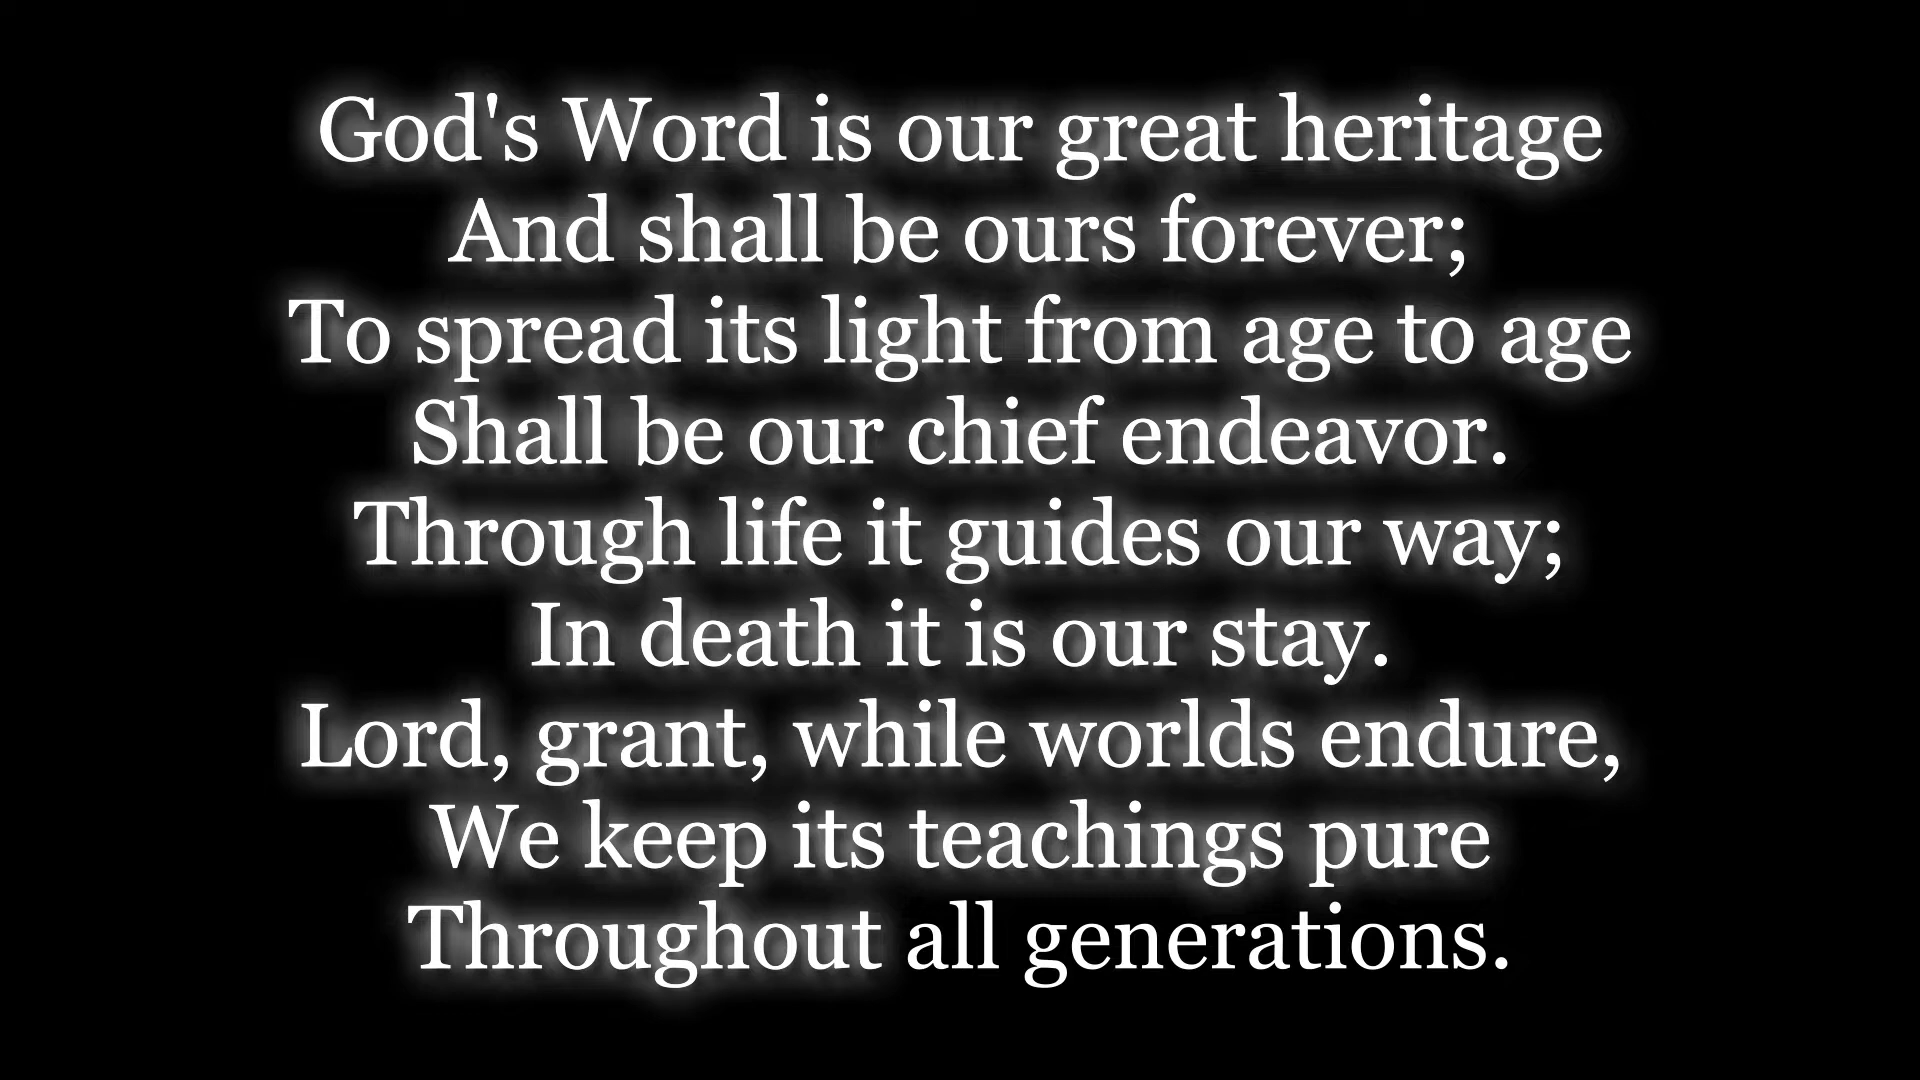 God's Word is our great heritage
And shall be ours forever;
To spread its light from age to age
Shall be our chief endeavor.
Through life it guides our way;
In death it is our stay.
Lord, grant, while worlds endure,
We keep its teachings pure
Throughout all generations.